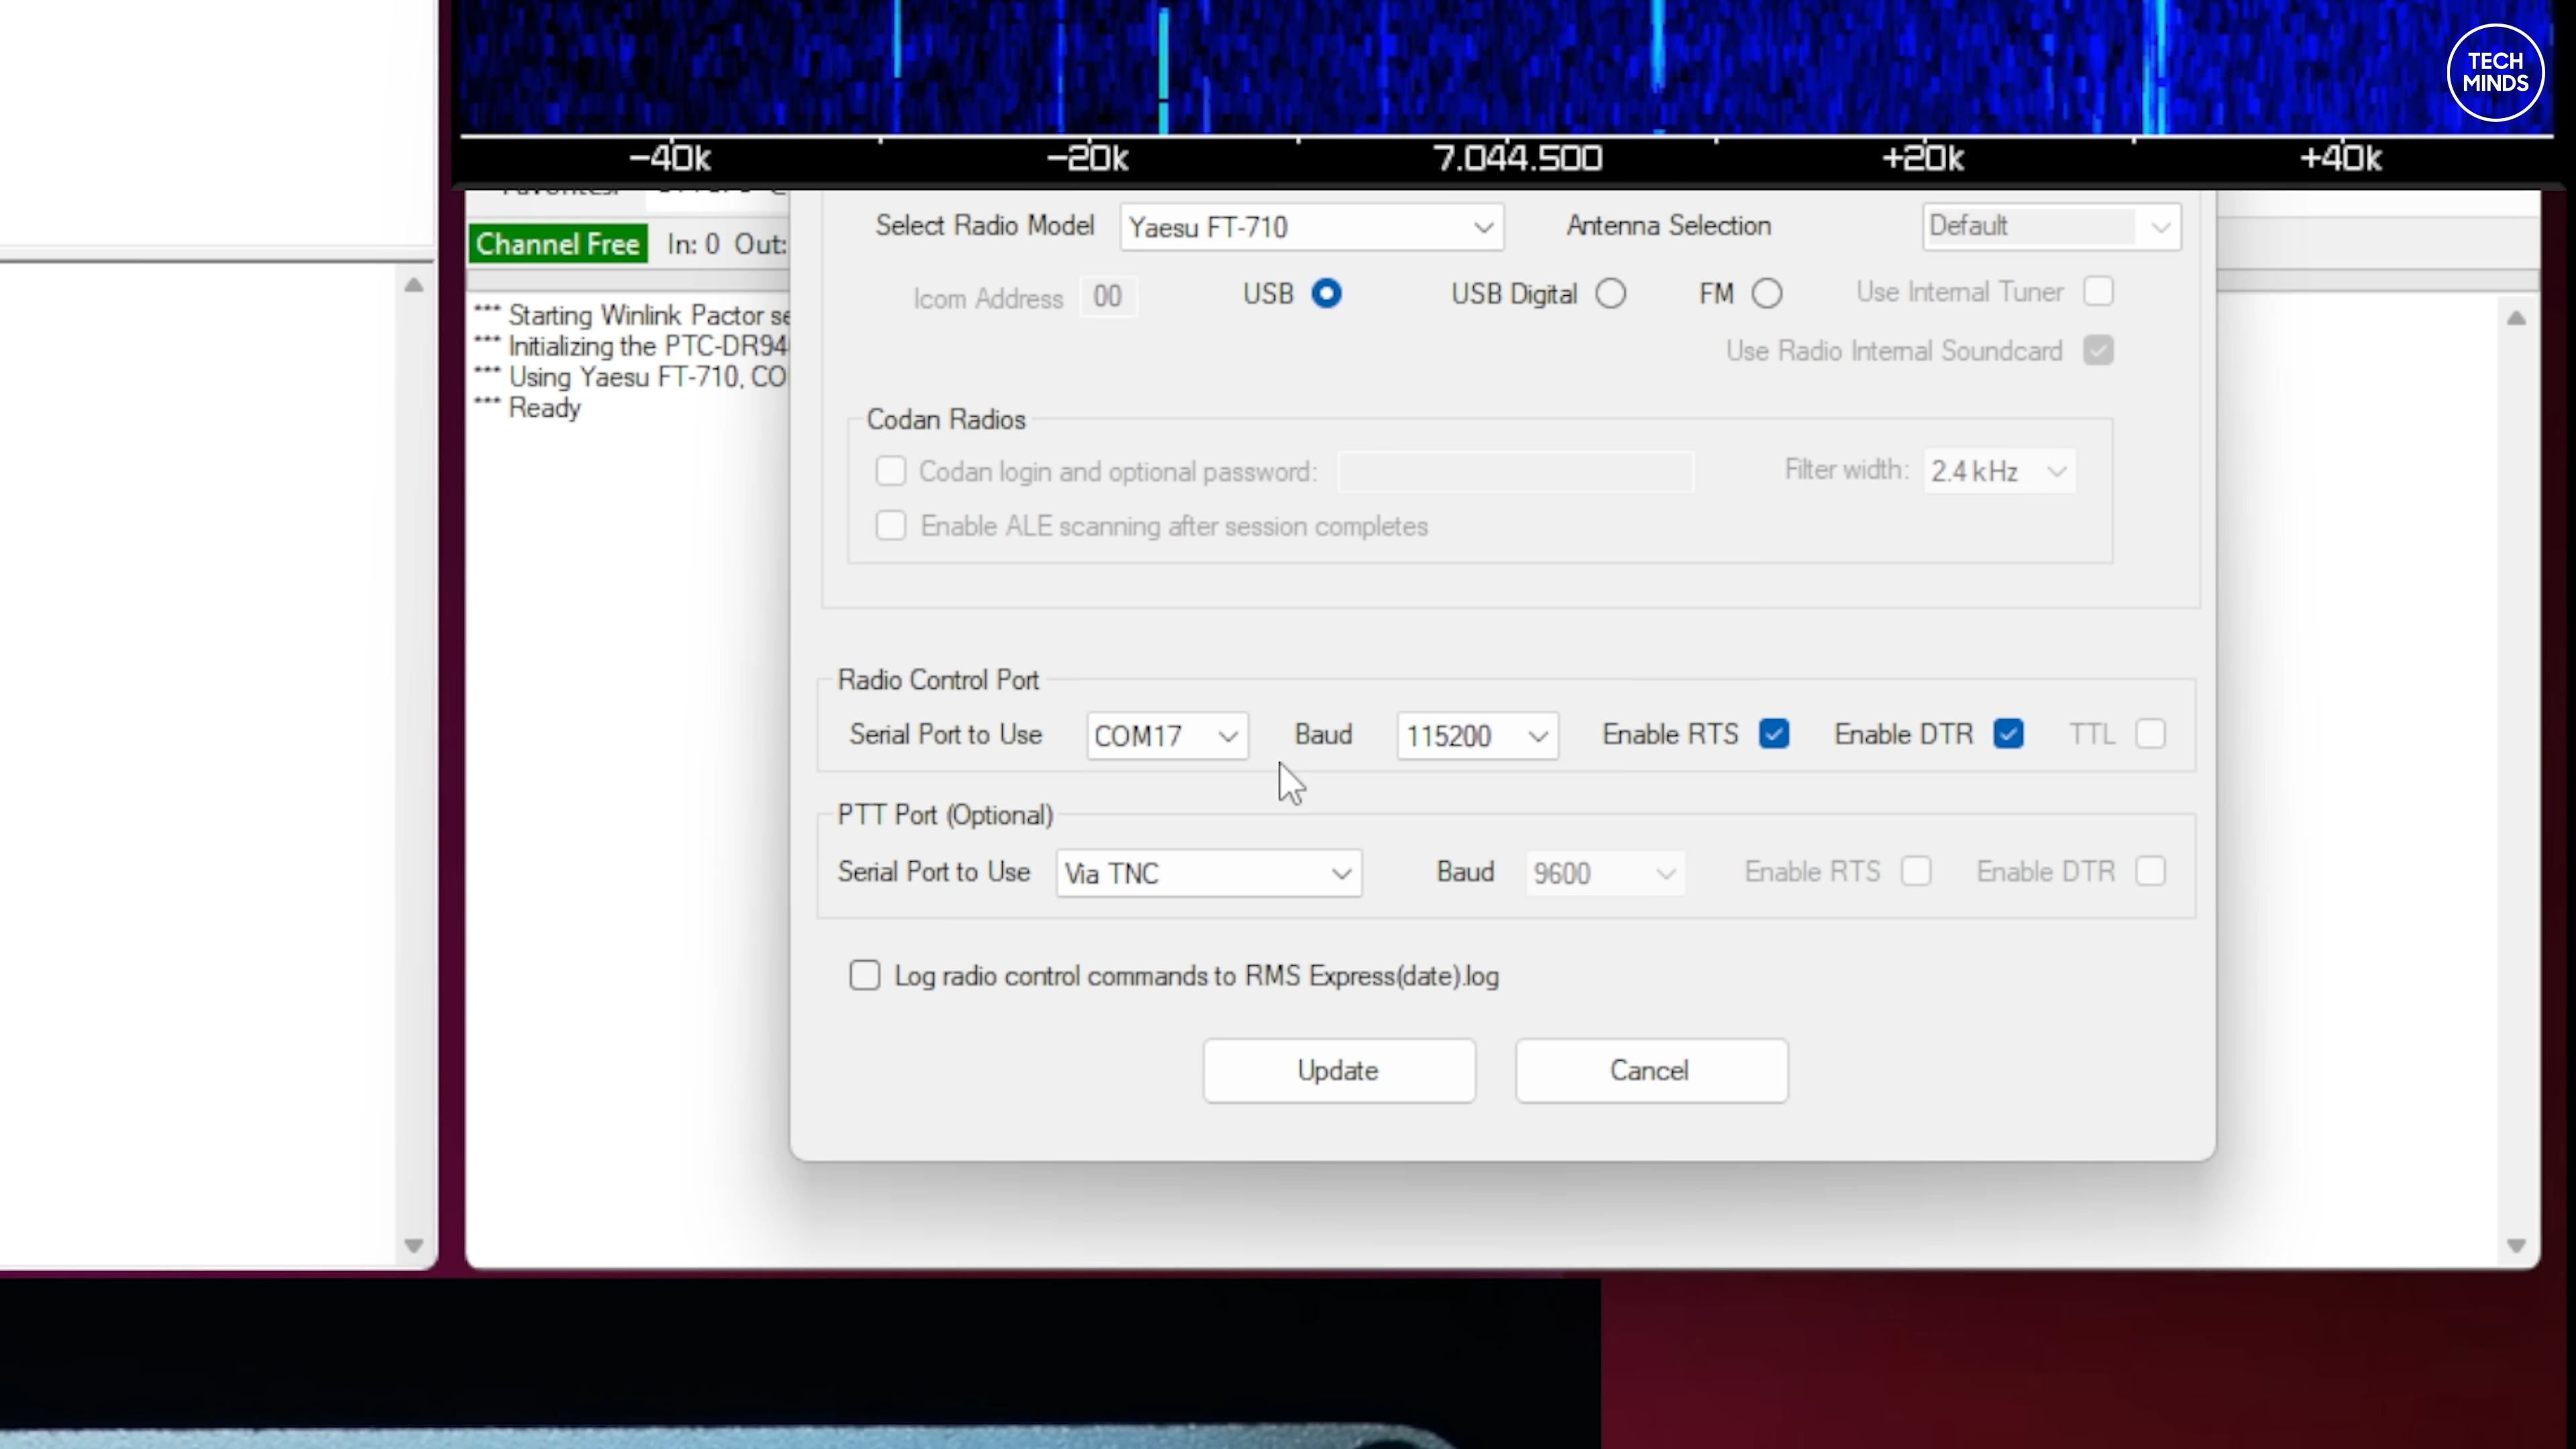 TECH
MINDS
-40k -20k 7.044.500 +20k +40k
Select Radio Model Yaesu FT-710 Antenna Selection Default
Channel Free In: 0 Out:
Icom Address 00 USB USB Digital FM Use Internal Tuner
*** Starting Winlink Pactor
*** Initializing the PTC-DR94
*** Using Yaesu FT-710, CO
*** Ready
Use Radio Internal Soundcard
Codan Radios
Codan login and optional password: Filter width: 2.4 kHz
Enable ALE scanning after session completes
Radio Control Port
Serial Port to Use COM17 Baud 115200 Enable RTS Enable DTR TTL
PTT Port (Optional)
Serial Port to Use Via TNC Baud 9600 Enable RTS Enable DTR
Log radio control commands to RMS Express(date).log
Update Cancel